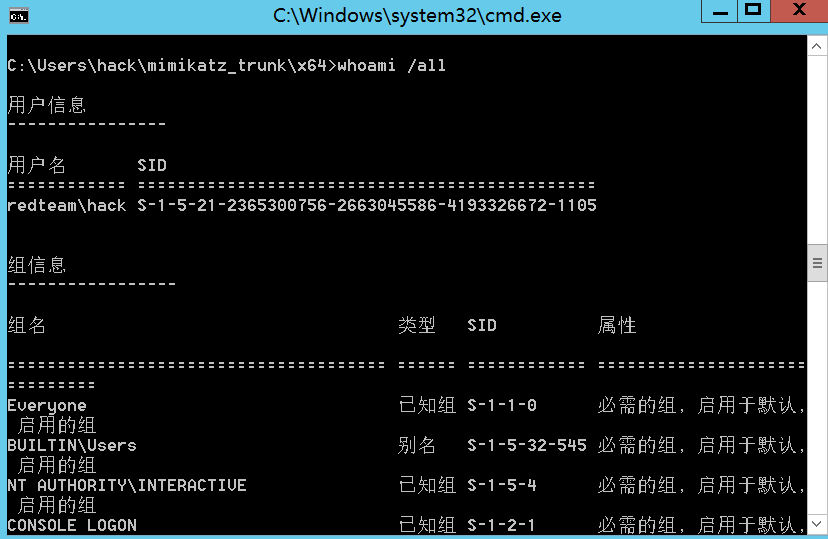 C:\Windows\system32\cmd.exe
C:\Users\hack\mimikatz_trunk\x64>whoami /all
用户信息
----------------
用户名 SID
============ ==============================================
redteam\hack S-1-5-21-2365300756-2663045586-4193326672-1105
组信息
-----------------
组名 类型 SID 属性
====================================== ====== ============ =====================
=========
Everyone 已知组 S-1-1-0 必需的组, 启用于默认,
启用的组
BUILTIN\Users 别名 S-1-5-32-545 必需的组, 启用于默认,
启用的组
NT AUTHORITY\INTERACTIVE 已知组 S-1-5-4 必需的组, 启用于默认,
启用的组
CONSOLE LOGON 已知组 S-1-2-1 必需的组, 启用于默认,